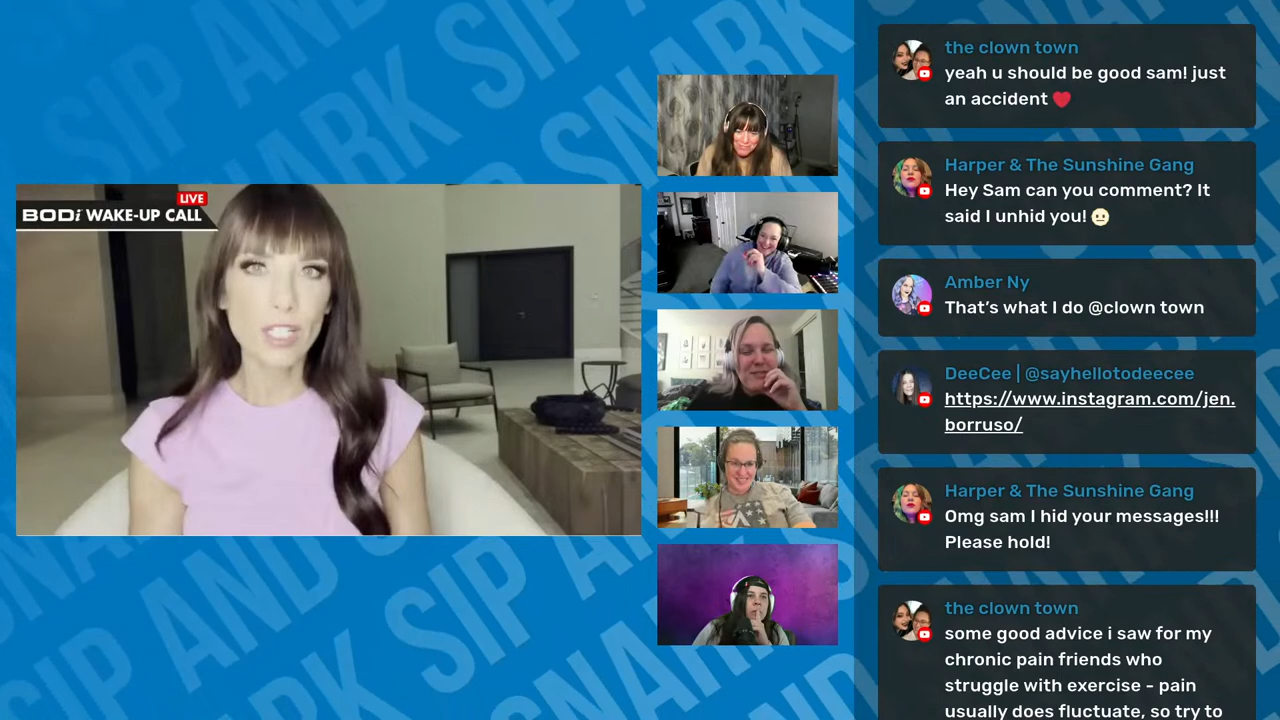 LIVE
BODi WAKE-UP CALL
SIP AND SNARK
the clown town
yeah u should be good sam! just
an accident ❤️
Harper & The Sunshine Gang
Hey Sam can you comment? It
said I unhid you! 😐
Amber Ny
That's what I do @clown town
DeeCee | @sayhellotodeecee
https://www.instagram.com/jen.
borruso/
Harper & The Sunshine Gang
Omg sam I hid your messages!!!
Please hold!
the clown town
some good advice i saw for my
chronic pain friends who
struggle with exercise - pain
usually does fluctuate, so try to